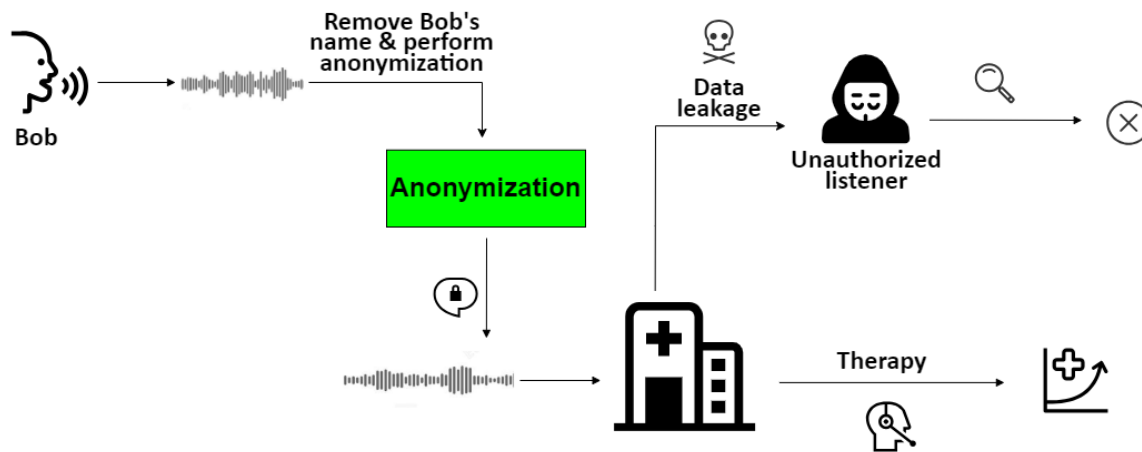 Remove Bob's
name & perform
anonymization
Bob
Anonymization
Data
leakage
Unauthorized
listener
Therapy